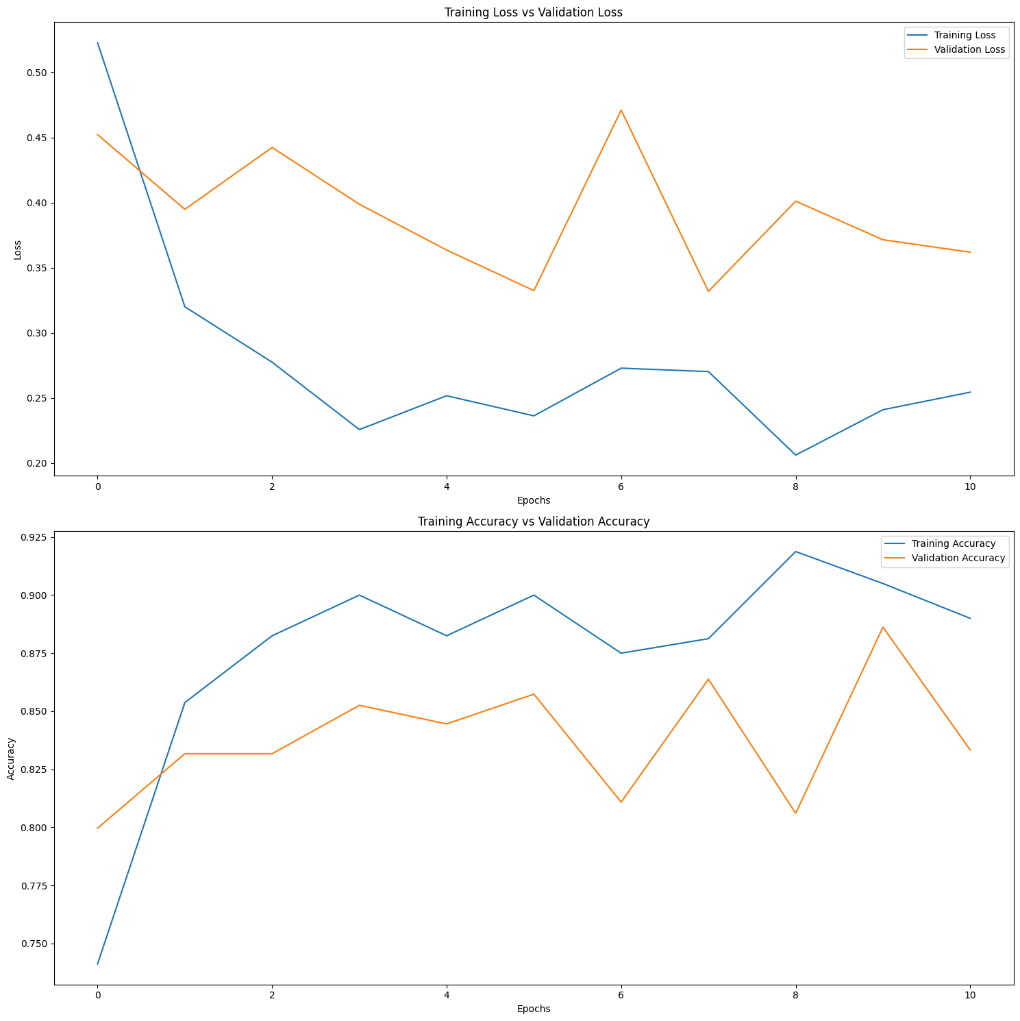 Training Loss vs Validation Loss
Training Loss
Validation Loss
0.50
0.45
0.40
0.35
0.30
0.25
0.20
Loss
0 2 4 6 8 10
Epochs
Training Accuracy vs Validation Accuracy
Training Accuracy
Validation Accuracy
0.925
0.900
0.875
0.850
0.825
0.800
0.775
0.750
Accuracy
0 2 4 6 8 10
Epochs